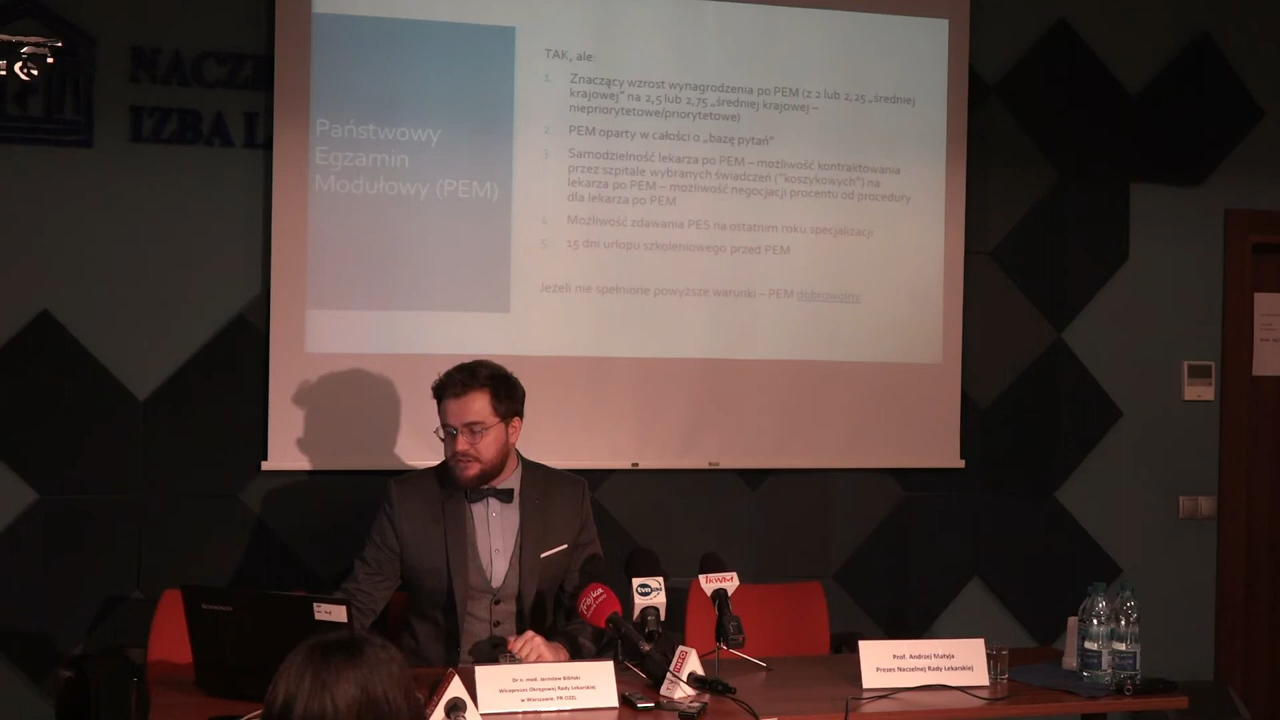 NACZE
IZBA L
Państwowy
Egzamin
Modułowy (PEM)
TAK, ale:
1. Znaczący wzrost wynagrodzenia po PEM (z 2 lub 2,25 „średniej
krajowej” na 2,5 lub 2,75 „średniej krajowej –
niepriorytetowe/priorytetowe)
2. PEM oparty w całości o „bazę pytań”
3. Samodzielność lekarza po PEM – możliwość kontraktowania
przez szpitale wybranych świadczeń ("koszykowych") na
lekarza po PEM – możliwość negocjacji procentu od procedury
dla lekarza po PEM
4. Możliwość zdawania PES na ostatnim roku specjalizacji
5. 15 dni urlopu szkoleniowego przed PEM
Jeżeli nie spełnione powyższe warunki – PEM dobrowolny
Trójka
tvn
TKWM
INFO
Dr n. med. Jarosław Biliński
Wiceprezes Okręgowej Rady Lekarskiej
w Warszawie, PR OZZL
Prof. Andrzej Matyja
Prezes Naczelnej Rady Lekarskiej